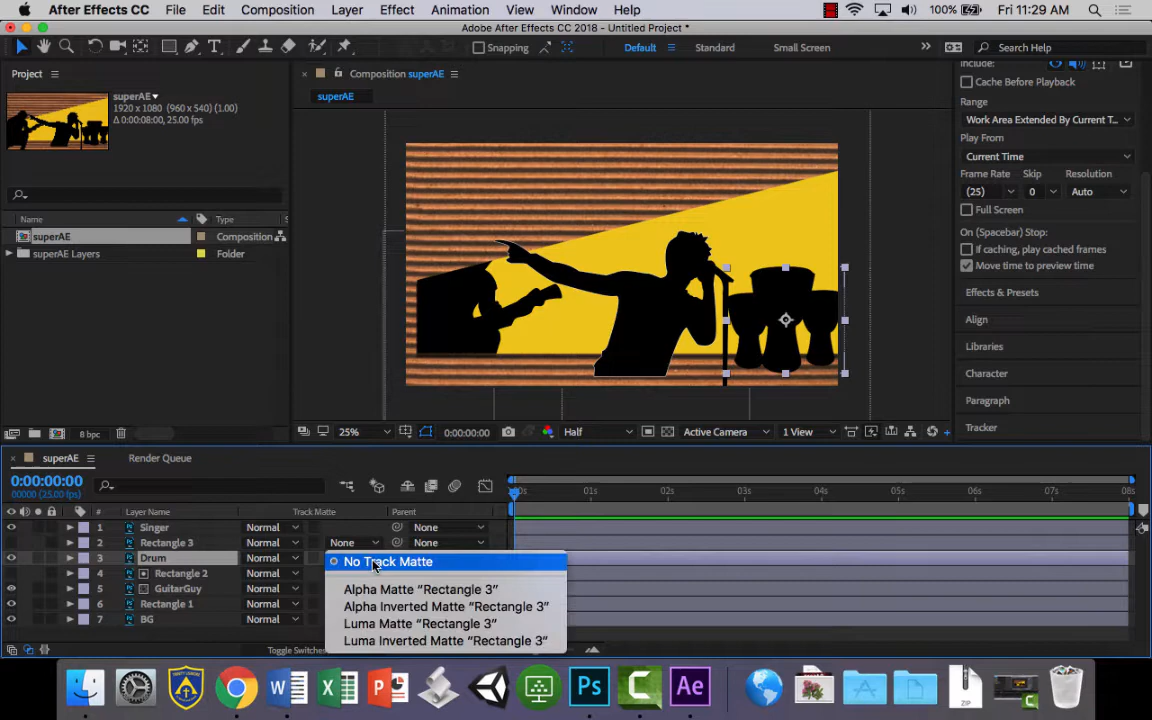 After Effects CC File Edit Composition Layer Effect Animation View Window Help 100% Fri 11:29 AM
Adobe After Effects CC 2018 - Untitled Project *
Snapping Default Standard Small Screen Search Help
Project
Composition superAE
superAE
superAE
1920 x 1080 (960 x 540) (1.00)
Δ 0:00:08:00, 25.00 fps
Name Type
superAE Composition
superAE Layers Folder
8 bpc
25% 0:00:00:00 Half Active Camera 1 View
Include:
Cache Before Playback
Range
Work Area Extended By Current T...
Play From
Current Time
Frame Rate Skip Resolution
(25) 0 Auto
Full Screen
On (Spacebar) Stop:
If caching, play cached frames
Move time to preview time
Effects & Presets
Align
Libraries
Character
Paragraph
Tracker
superAE Render Queue
0:00:00:00
00000 (25.00 fps)
:00s 01s 02s 03s 04s 05s 06s 07s 08s
# Layer Name Track Matte Parent
1 Singer Normal None
2 Rectangle 3 Normal None None
3 Drum Normal
4 Rectangle 2 Normal
5 GuitarGuy Normal
6 Rectangle 1 Normal
7 BG Normal
No Track Matte
Alpha Matte “Rectangle 3”
Alpha Inverted Matte “Rectangle 3”
Luma Matte “Rectangle 3”
Luma Inverted Matte “Rectangle 3”
Toggle Switches
TRINITY LAMONT
W X P Ps C Ae ZIP